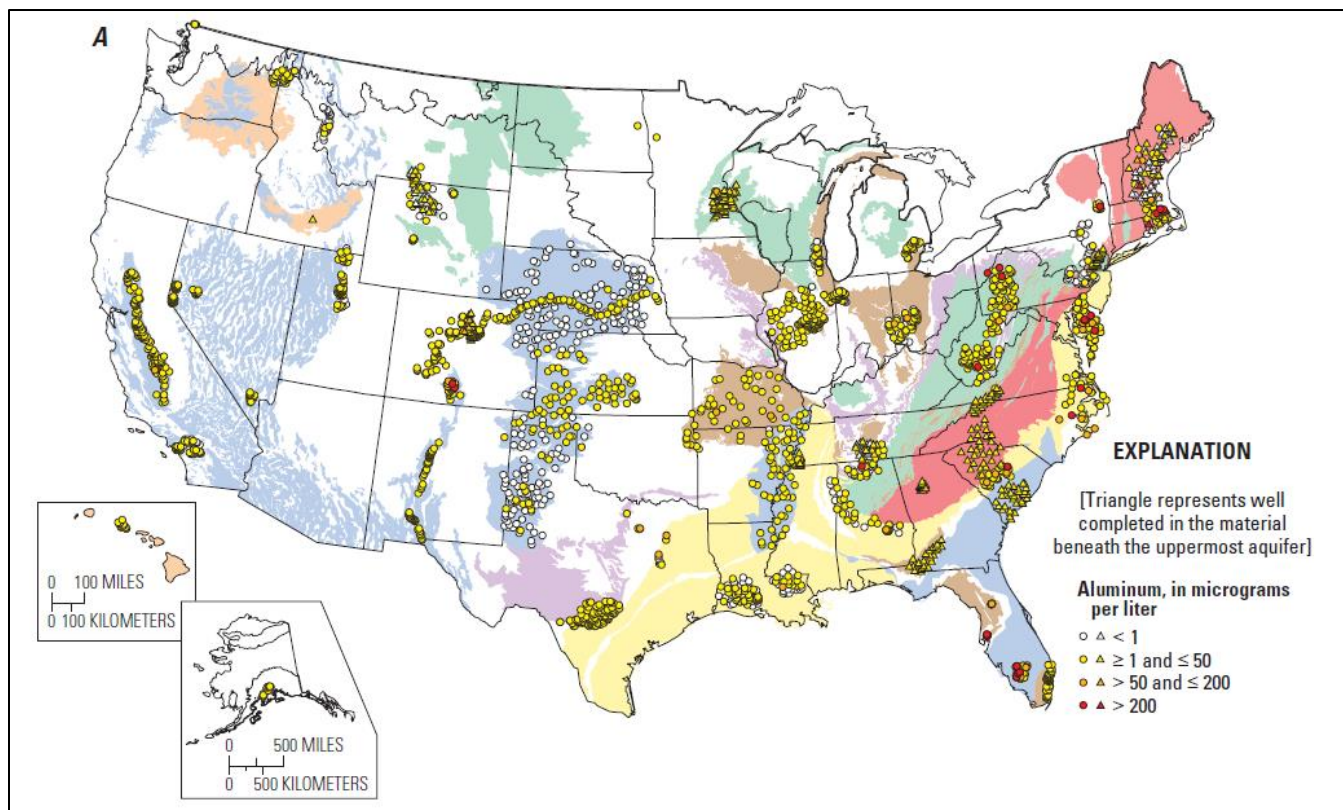 A
EXPLANATION
[Triangle represents well
completed in the material
beneath the uppermost aquifer]
Aluminum, in micrograms
per liter
< 1
≥ 1 and ≤ 50
> 50 and ≤ 200
> 200
0 100 MILES
0 100 KILOMETERS
0 500 MILES
0 500 KILOMETERS